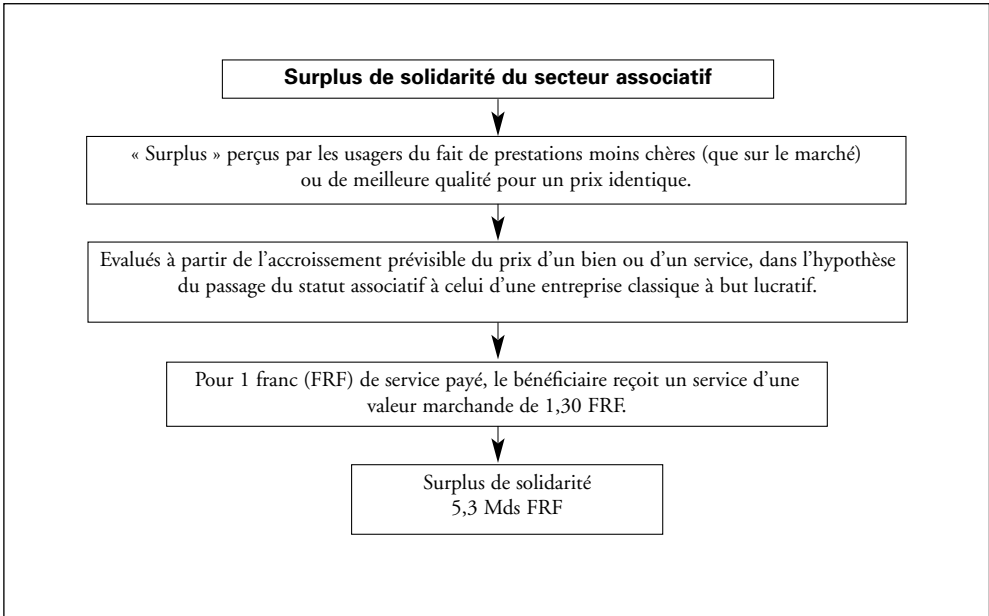 Surplus de solidarité du secteur associatif
« Surplus » perçus par les usagers du fait de prestations moins chères (que sur le marché)
ou de meilleure qualité pour un prix identique.
Evalués à partir de l'accroissement prévisible du prix d'un bien ou d'un service, dans l'hypothèse
du passage du statut associatif à celui d'une entreprise classique à but lucratif.
Pour 1 franc (FRF) de service payé, le bénéficiaire reçoit un service d'une
valeur marchande de 1,30 FRF.
Surplus de solidarité
5,3 Mds FRF